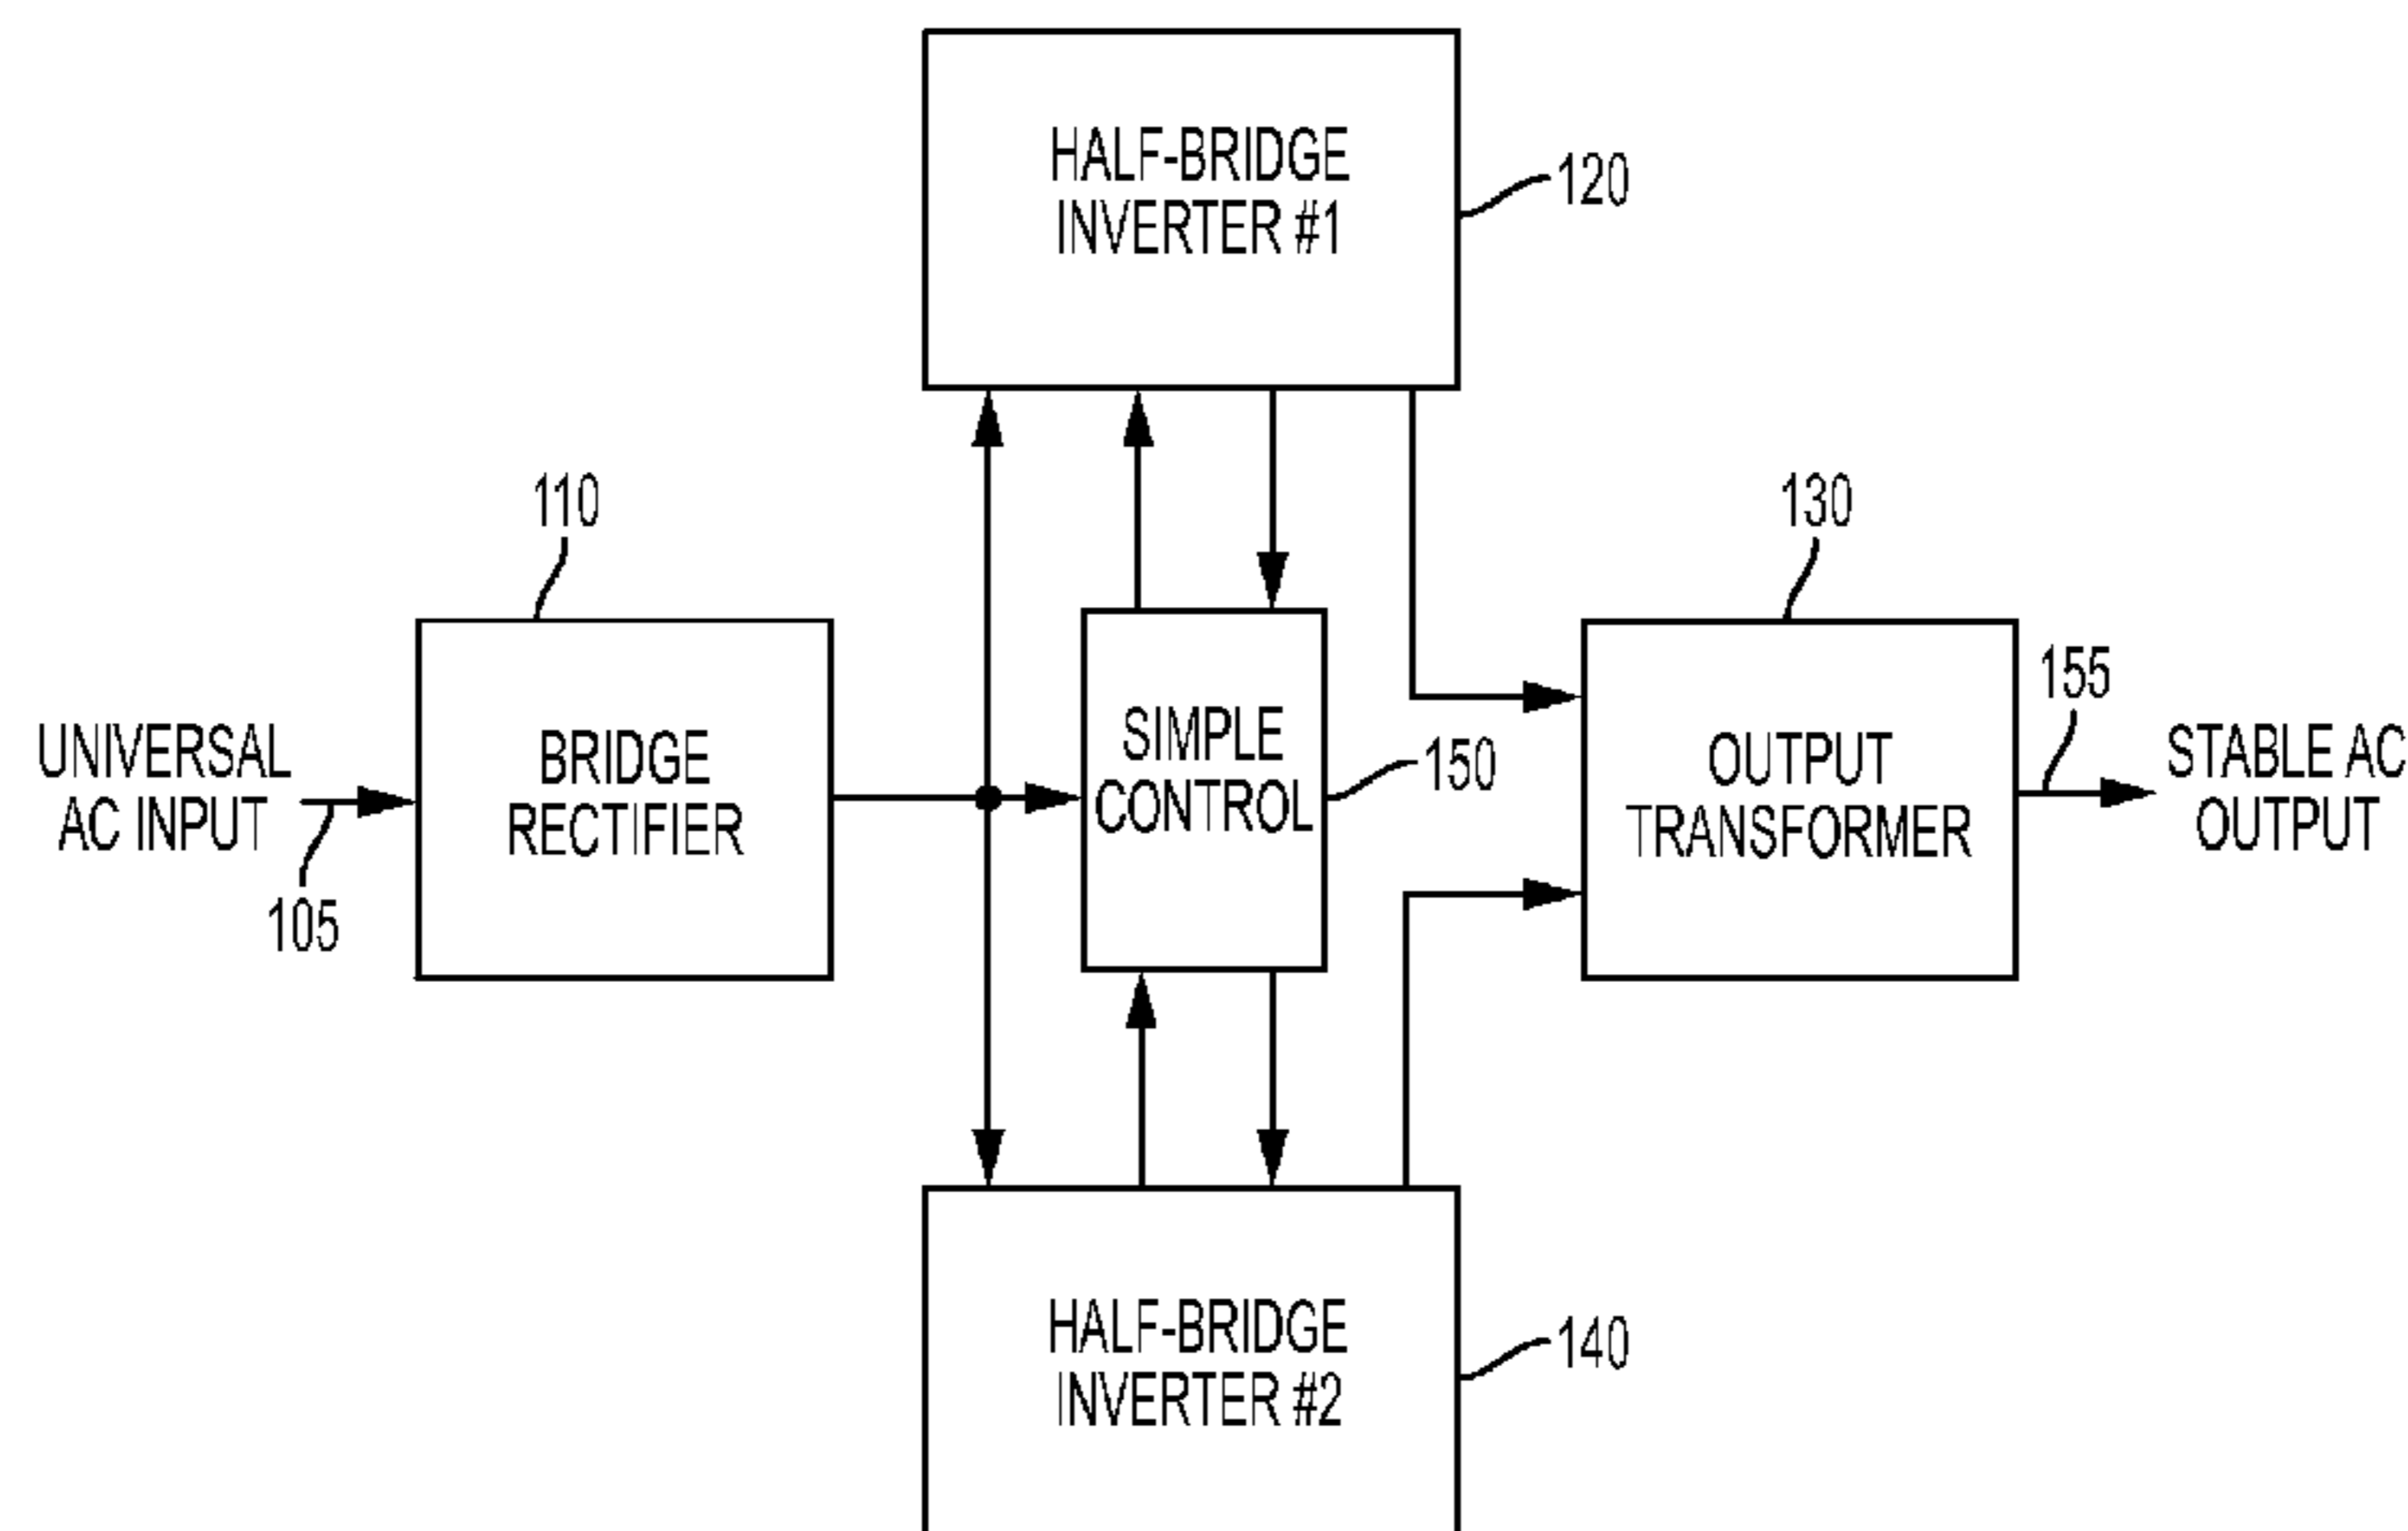 HALF-BRIDGE
INVERTER #1
120
110
130
UNIVERSAL
AC INPUT
105
BRIDGE
RECTIFIER
SIMPLE
CONTROL
150
OUTPUT
TRANSFORMER
155
STABLE AC
OUTPUT
HALF-BRIDGE
INVERTER #2
140